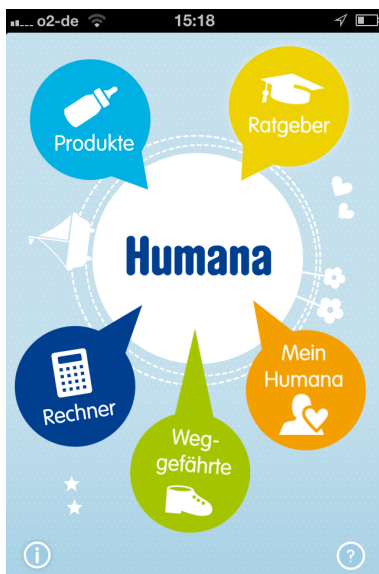 o2-de
15:18
Produkte
Ratgeber
Humana
Mein
Humana
Rechner
Weg-
gefährte
i
?